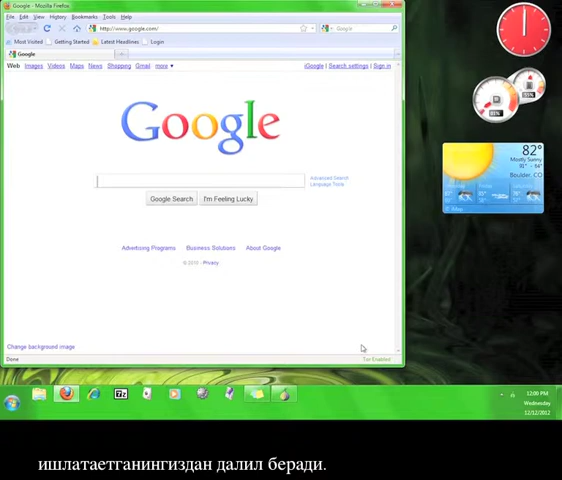 Google - Mozilla Firefox
File Edit View History Bookmarks Tools Help
http://www.google.com/
Google
Most Visited Getting Started Latest Headlines Login
Google
Web Images Videos Maps News Shopping Gmail more ▾
iGoogle | Search settings | Sign in
Google
Advanced Search
Language Tools
Google Search I'm Feeling Lucky
Advertising Programs Business Solutions About Google
© 2010 - Privacy
Change background image
Done
Tor Enabled
82°
Mostly Sunny
Boulder, CO
12:00 PM
Wednesday
12/12/2012
ишлатаетганингиздан далил беради.